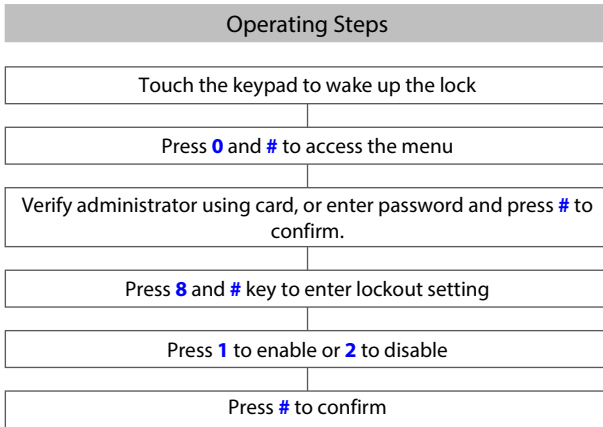 Operating Steps
Touch the keypad to wake up the lock
Press 0 and # to access the menu
Verify administrator using card, or enter password and press # to
confirm.
Press 8 and # key to enter lockout setting
Press 1 to enable or 2 to disable
Press # to confirm